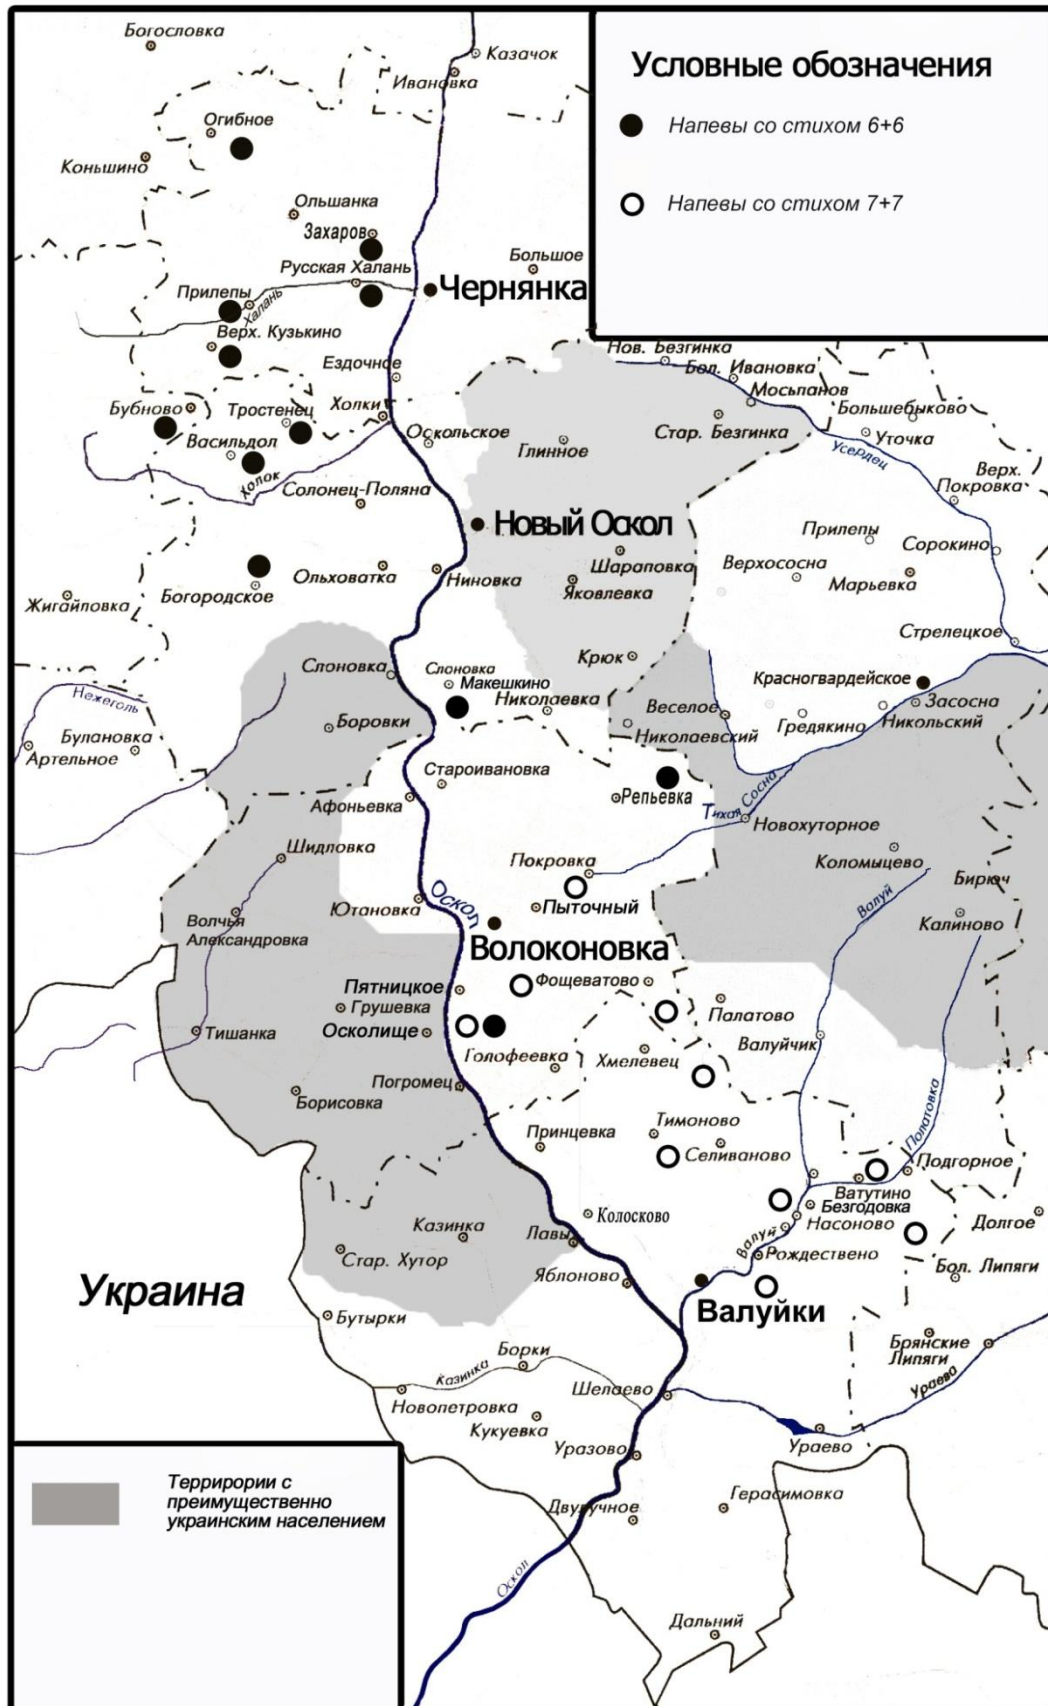 Богословка
Казачок
Ивановка
Условные обозначения
Напевы со стихом 6+6
Напевы со стихом 7+7
Огибное
Коньшино
Ольшанка
Захаров
Большое
Русская Халань
Чернянка
Прилепы
Халань
Верх. Кузькино
Ездочное
Нов. Безгинка
Бол. Ивановка
Мосьпанов
Бубново
Тростенец
Холки
Оскольское
Глинное
Стар. Безгинка
Большебыково
Уточка
Усердец
Васильдол
Холок
Солонец-Поляна
Верх.
Покровка
Новый Оскол
Прилепы
Сорокино
Шараповка
Верхососна
Марьевка
Ольховатка
Ниновка
Яковлевка
Богородское
Жигайловка
Стрелецкое
Слоновка
Слоновка
Макешкино
Крюк
Красногвардейское
Нежеголь
Николаевка
Веселое
Засосна
Боровки
Николаевский
Гредякино
Никольский
Булановка
Артельное
Староивановка
Афоньевка
Репьевка
Тихая Сосна
Новохуторное
Шидловка
Покровка
Коломыцево
Бирюч
Ютановка
Оскол
Пыточный
Валуй
Калиново
Волчья
Александровка
Волоконовка
Пятницкое
Фощеватово
Грушевка
Палатово
Тишанка
Осколище
Голофеевка
Хмелевец
Валуйчик
Погромец
Борисовка
Полатовка
Тимоново
Принцевка
Селиваново
Подгорное
Ватутино
Безгодовка
Колосково
Насоново
Долгое
Казинка
Лавы
Валуй
Рождествено
Стар. Хутор
Яблоново
Бол. Липяги
Украина
Валуйки
Бутырки
Брянские
Липяги
Борки
Казинка
Шелаево
Ураева
Новопетровка
Кукуевка
Уразово
Ураево
Террирории с
преимущественно
украинским населением
Двулучное
Герасимовка
Оскол
Дальний